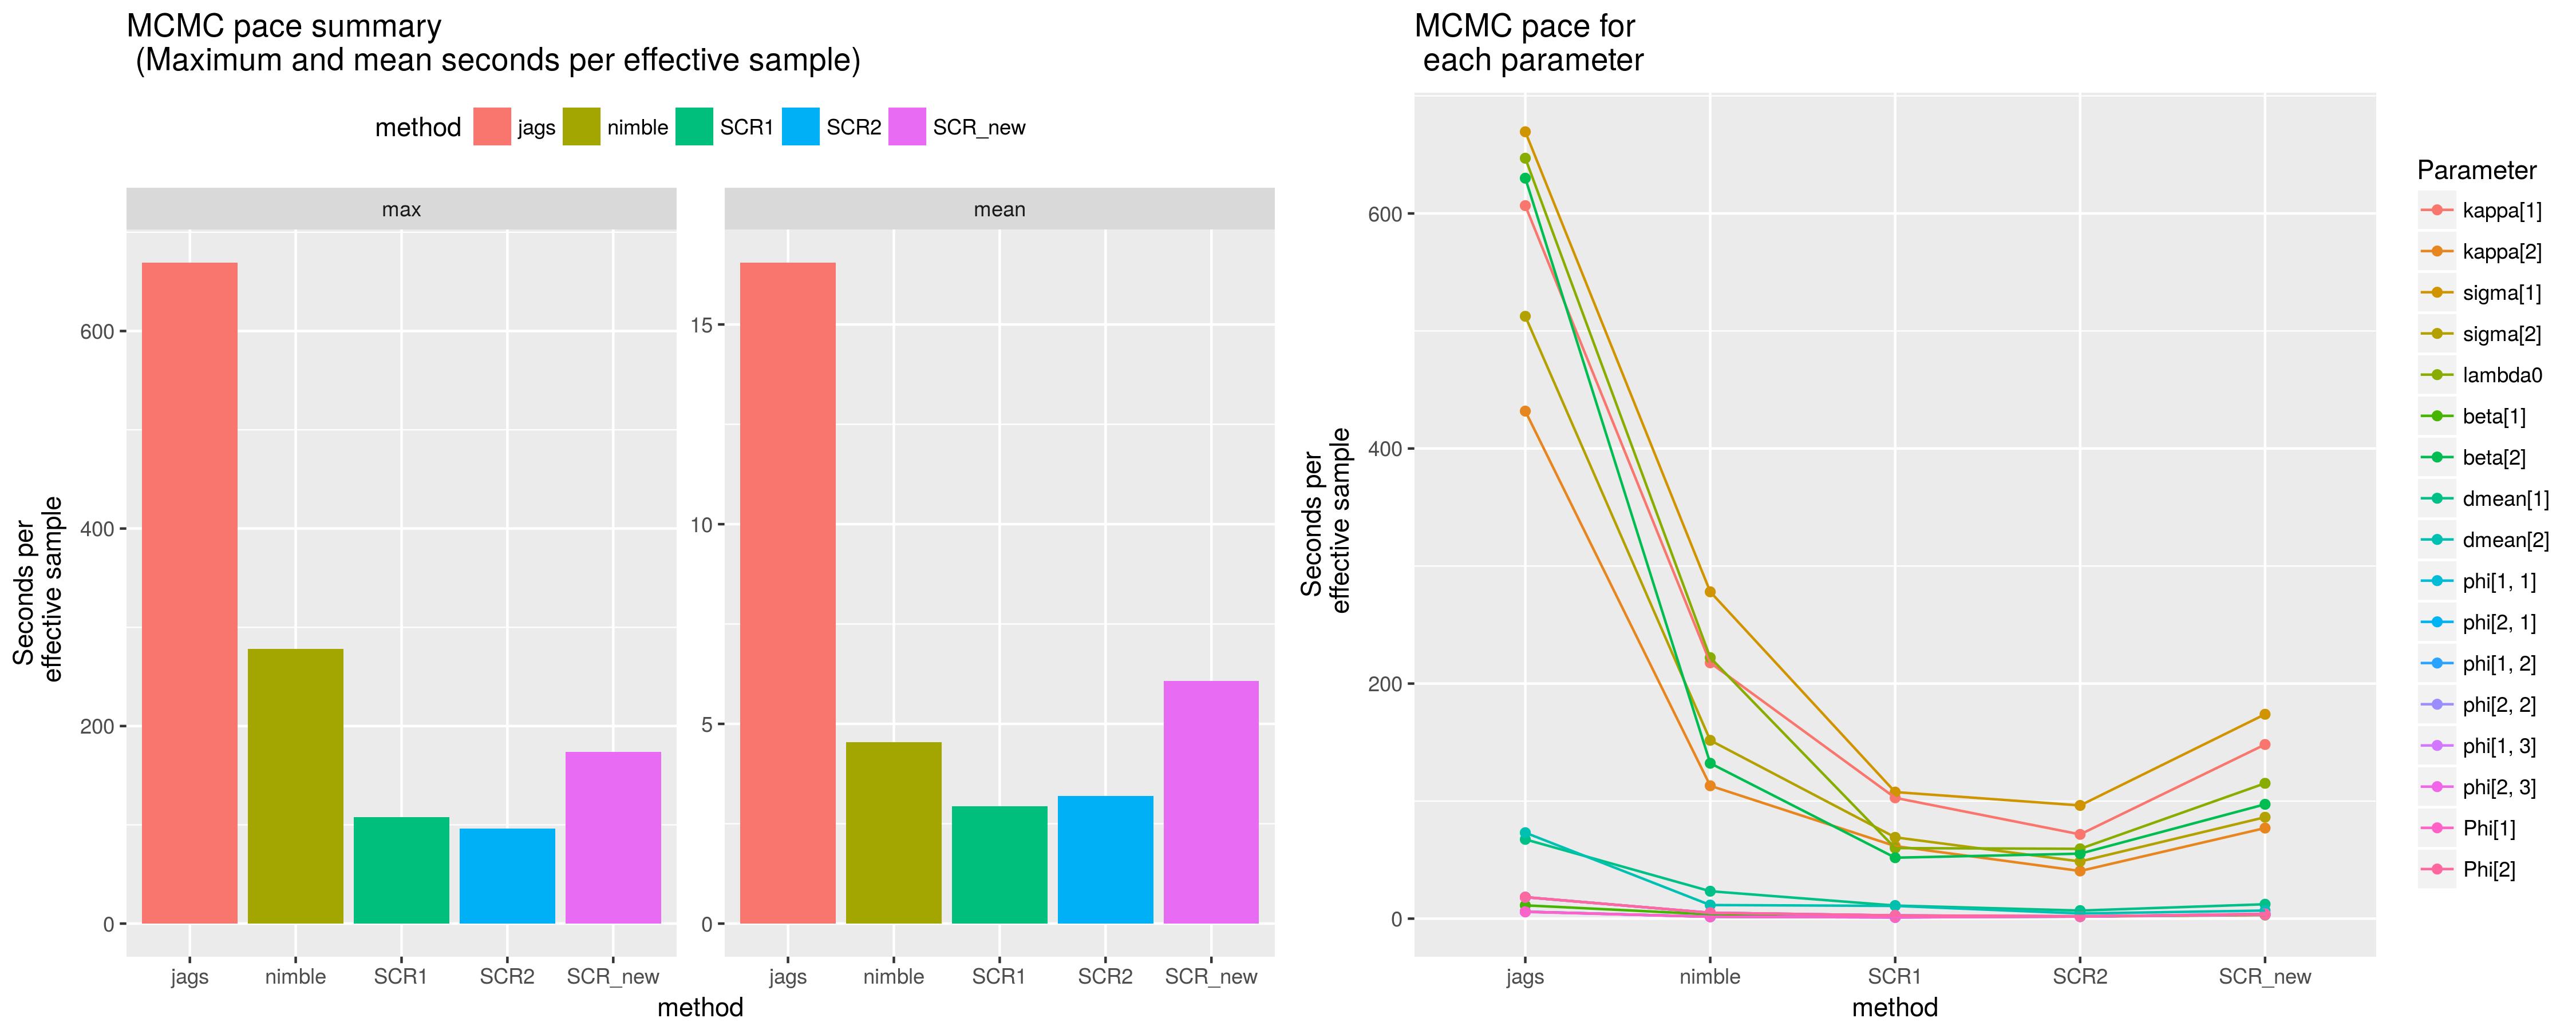 MCMC pace summary
(Maximum and mean seconds per effective sample)
method
jags
nimble
SCR1
SCR2
SCR_new
max
mean
Seconds per
effective sample
600
400
200
0
15
10
5
0
jags
nimble
SCR1
SCR2
SCR_new
jags
nimble
SCR1
SCR2
SCR_new
method
MCMC pace for
each parameter
Seconds per
effective sample
600
400
200
0
jags
nimble
SCR1
SCR2
SCR_new
method
Parameter
kappa[1]
kappa[2]
sigma[1]
sigma[2]
lambda0
beta[1]
beta[2]
dmean[1]
dmean[2]
phi[1, 1]
phi[2, 1]
phi[1, 2]
phi[2, 2]
phi[1, 3]
phi[2, 3]
Phi[1]
Phi[2]